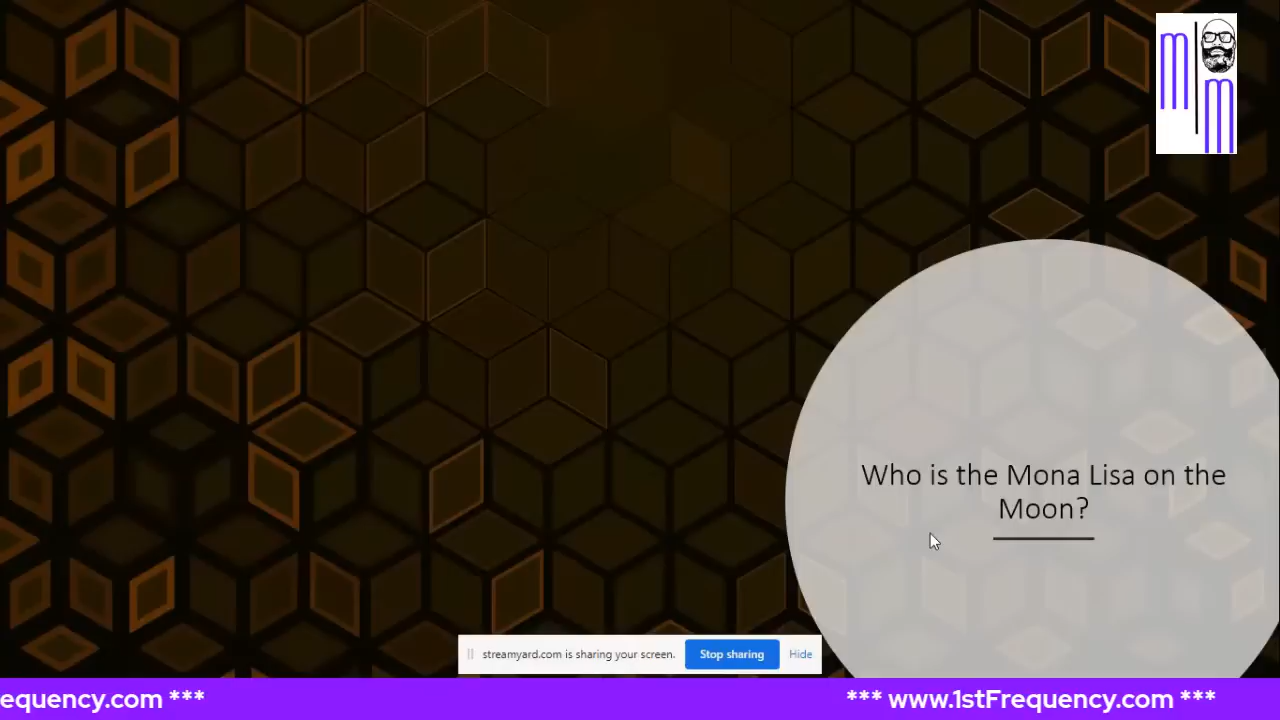 m
m
Who is the Mona Lisa on the
Moon?
streamyard.com is sharing your screen. Stop sharing Hide
equency.com *** *** www.1stFrequency.com ***